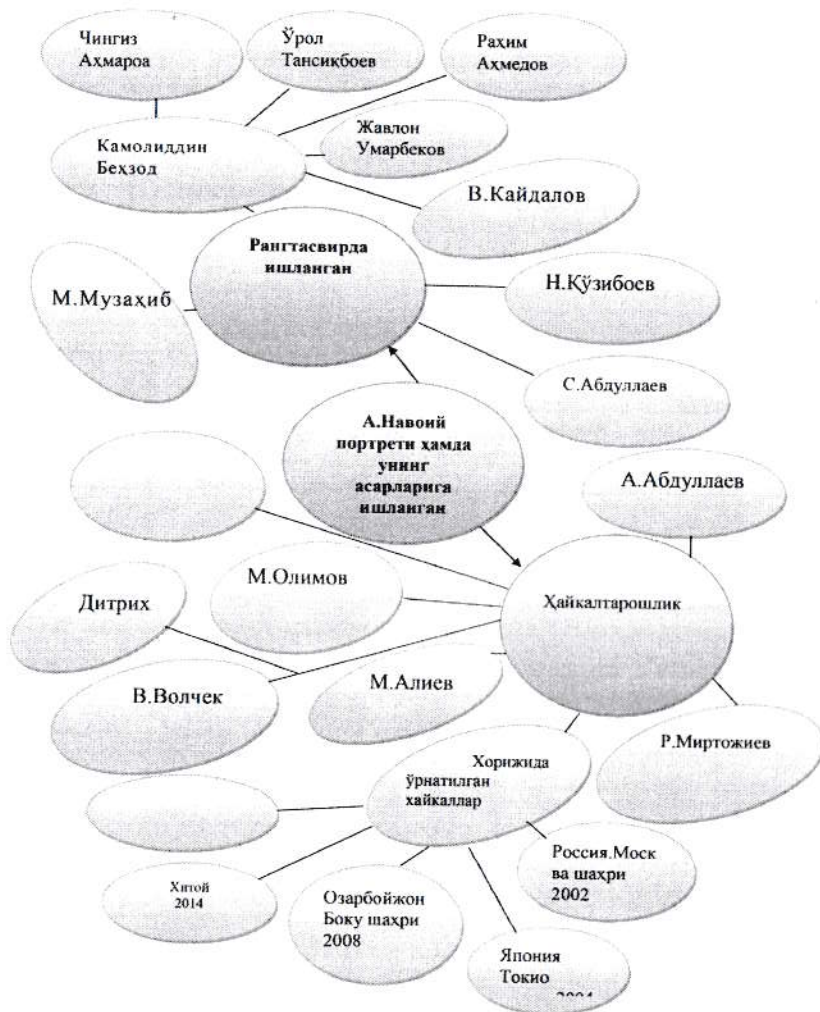 Чингиз
Аҳмароа
Ўрол
Тансиқбоев
Раҳим
Аҳмедов
Камолиддин
Беҳзод
Жавлон
Умарбеков
В.Кайдалов
Рангтасвирда
ишланган
М.Музаҳиб
Н.Қўзибоев
С.Абдуллаев
А.Навоий
портрети ҳамда
унинг
асарларига
ишланган
А.Абдуллаев
М.Олимов
Ҳайкалтарошлик
Дитрих
В.Волчек
М.Алиев
Р.Миртожиев
Хорижида
ўрнатилган
хайкаллар
Хитой
2014
Озарбойжон
Боку шаҳри
2008
Россия.Моск
ва шаҳри
2002
Япония
Токио